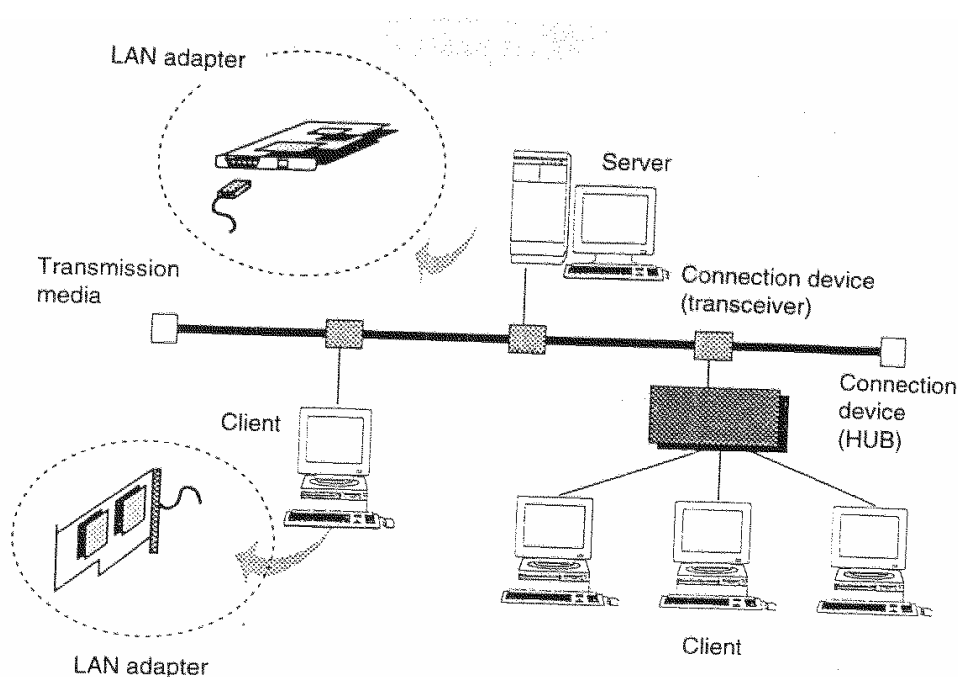 LAN adapter
Server
Transmission
media
Connection device
(transceiver)
Client
Connection
device
(HUB)
Client
LAN adapter